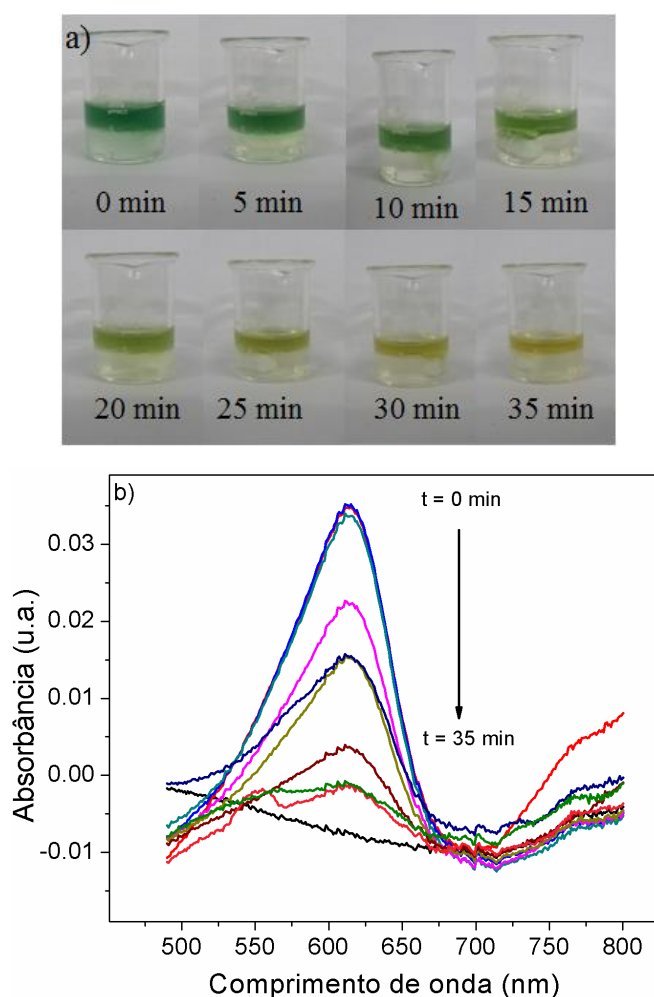 a)
0 min
5 min
10 min
15 min
20 min
25 min
30 min
35 min
b)
t = 0 min
t = 35 min
0.03
0.02
0.01
0.00
-0.01
Absorbância (u.a.)
500
550
600
650
700
750
800
Comprimento de onda (nm)